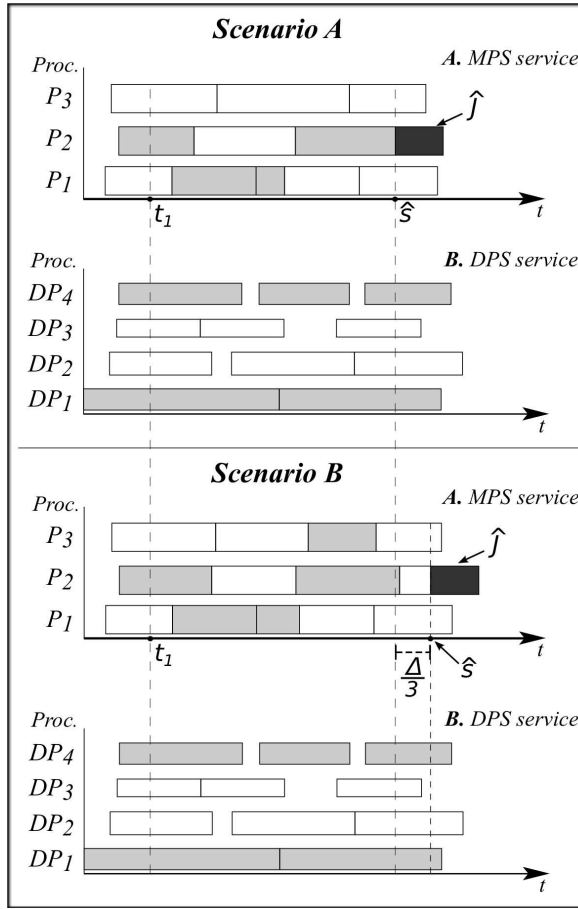 Scenario A
A. MPS service
Proc.
P3
P2
P1
Ĵ
t1
ŝ
t
B. DPS service
Proc.
DP4
DP3
DP2
DP1
t
Scenario B
A. MPS service
Proc.
P3
P2
P1
Ĵ
t1
Δ
3
ŝ
t
B. DPS service
Proc.
DP4
DP3
DP2
DP1
t